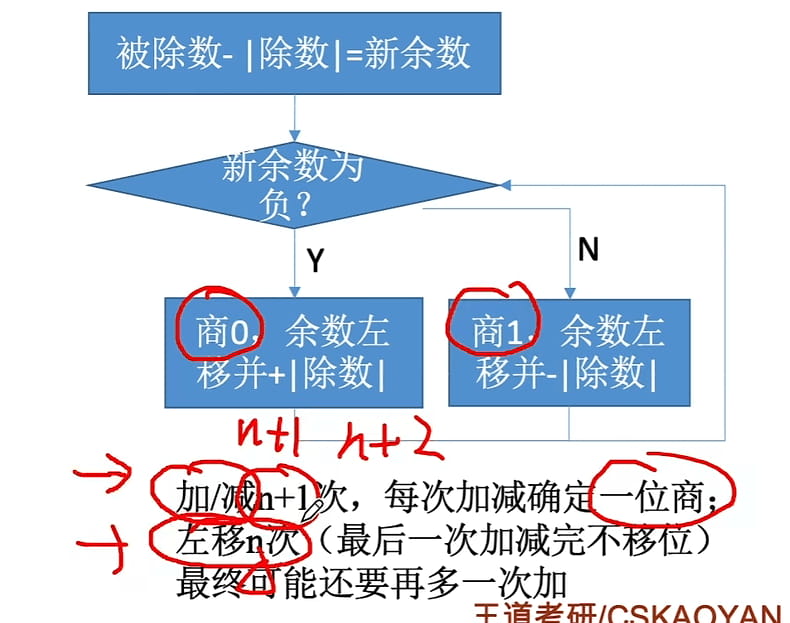 被除数- |除数|=新余数
新余数为
负?
Y
N
商0，余数左
移并+|除数|
商1，余数左
移并-|除数|
n+1 n+2
加/减n+1次，每次加减确定一位商；
左移n次（最后一次加减完不移位）
最终可能还要再多一次加
王道考研/CSKAOYAN